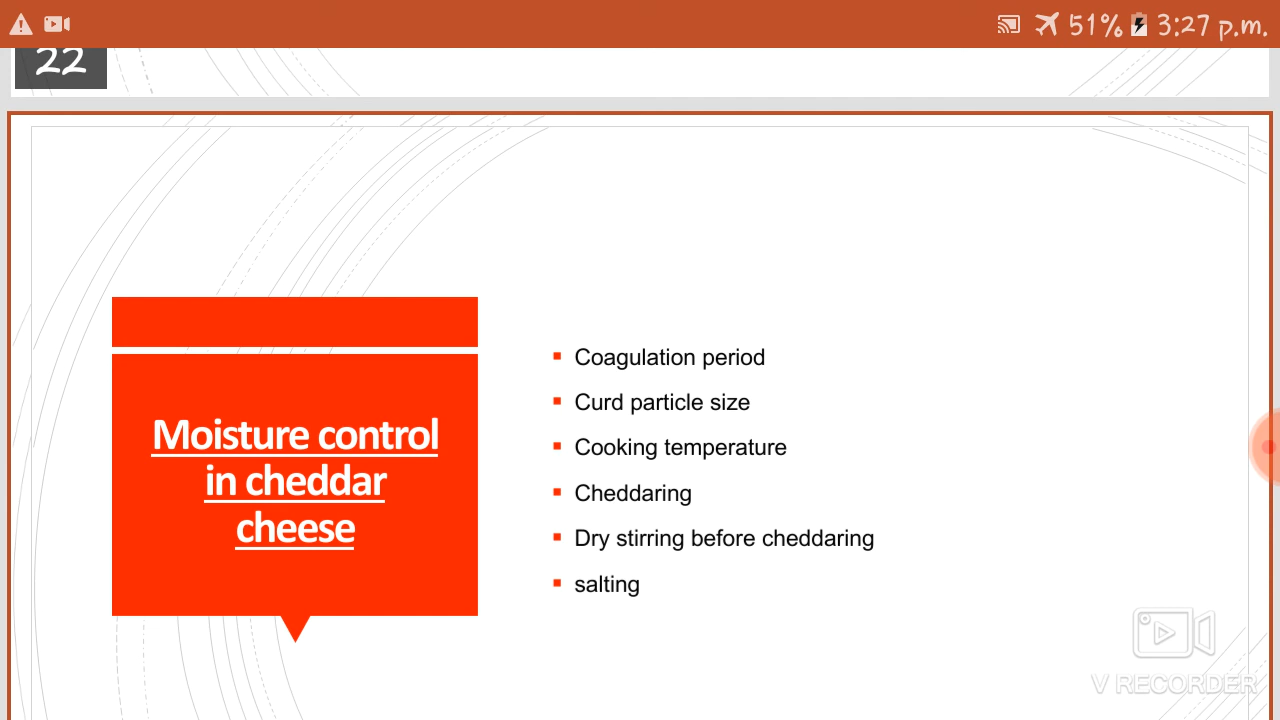 51% 3:27 p.m.
22
Moisture control
in cheddar
cheese
Coagulation period
Curd particle size
Cooking temperature
Cheddaring
Dry stirring before cheddaring
salting
V RECORDER